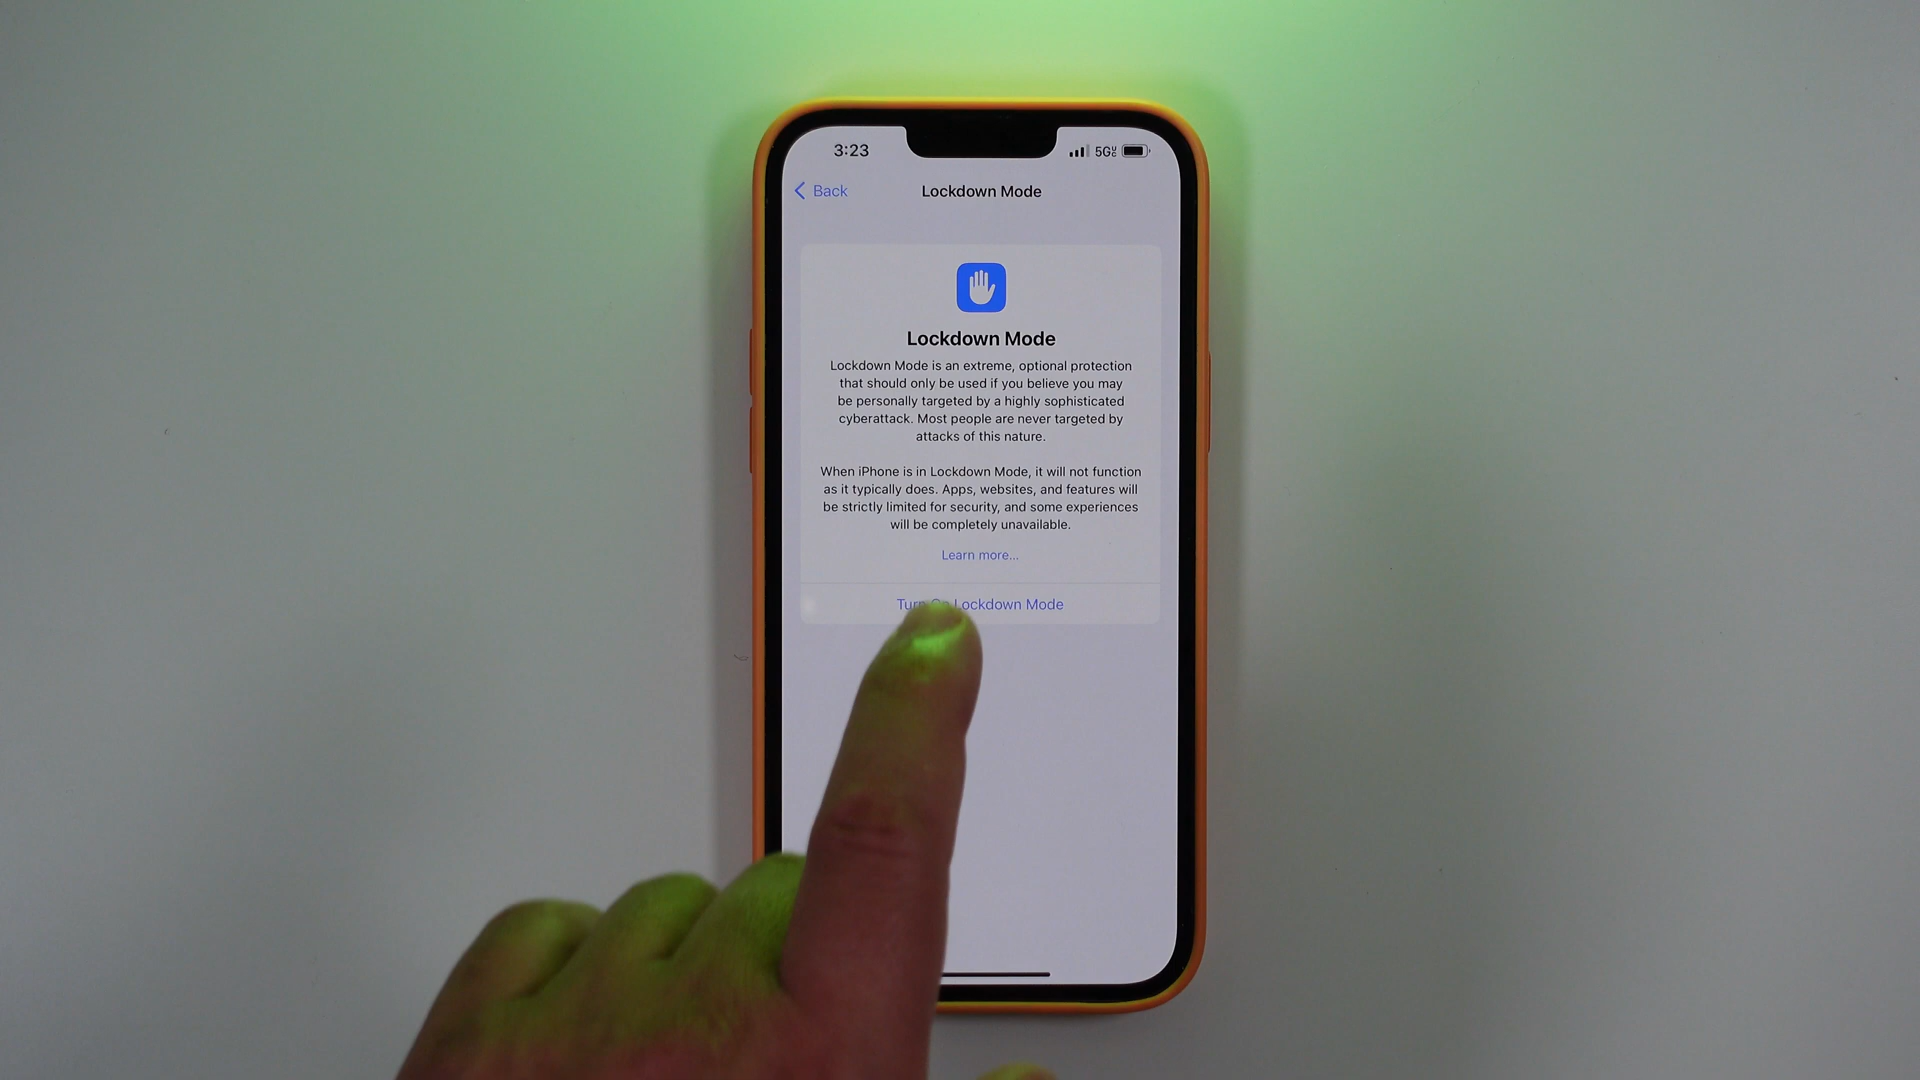 3:23
5G
Back
Lockdown Mode
Lockdown Mode
Lockdown Mode is an extreme, optional protection
that should only be used if you believe you may
be personally targeted by a highly sophisticated
cyberattack. Most people are never targeted by
attacks of this nature.
When iPhone is in Lockdown Mode, it will not function
as it typically does. Apps, websites, and features will
be strictly limited for security, and some experiences
will be completely unavailable.
Learn more...
Turn On Lockdown Mode